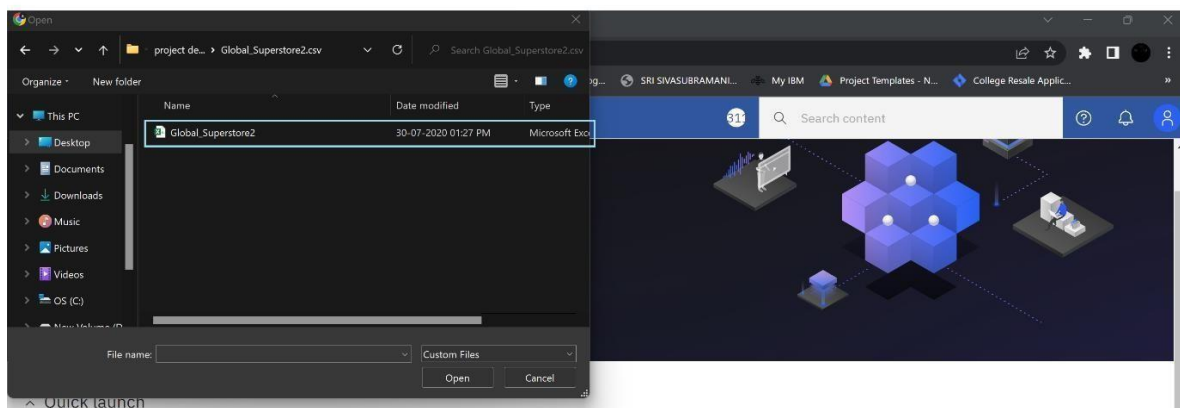 Open
project de... > Global_Superstore2.csv
Search Global_Superstore2.csv
Organize
New folder
SRI SIVASUBRAMANI...
My IBM
Project Templates - N...
College Resale Applic...
»
Name
Date modified
Type
This PC
Global_Superstore2
30-07-2020 01:27 PM
Microsoft Exc
Search content
Desktop
Documents
Downloads
Music
Pictures
Videos
OS (C:)
File name:
Custom Files
Open
Cancel
Quick launch